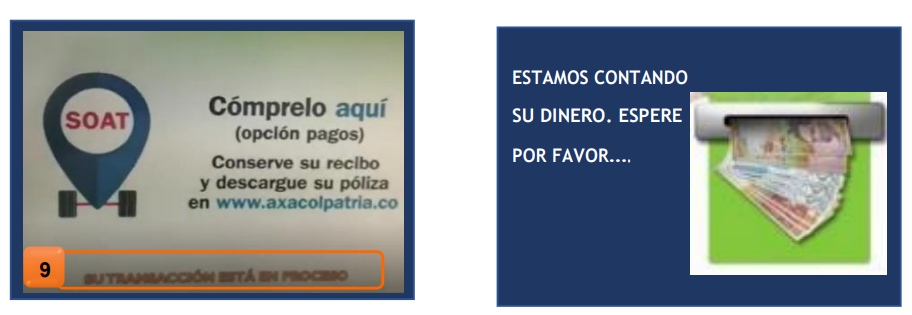 SOAT
Cómprelo aquí
(opción pagos)
Conserve su recibo
y descargue su póliza
en www.axacolpatria.co
9
SU TRANSACCIÓN ESTÁ EN PROCESO
ESTAMOS CONTANDO
SU DINERO. ESPERE
POR FAVOR....